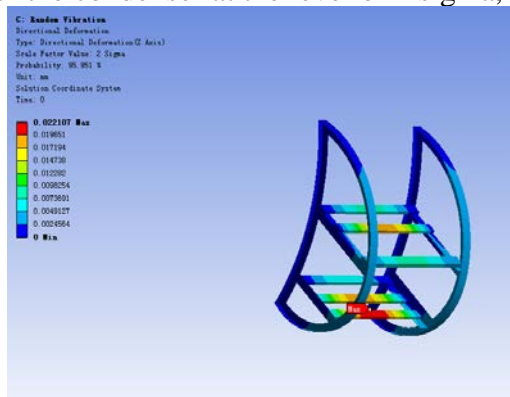 C: Random Vibration
Directional Deformation
Type: Directional Deformation(Z Axis)
Scale Factor Value: 2 Sigma
Probability: 95.951 %
Unit: mm
Solution Coordinate System
Time: 0
0.022107 Max
0.019651
0.017194
0.014738
0.012282
0.0098254
0.0073691
0.0049127
0.0024564
0 Min
Max